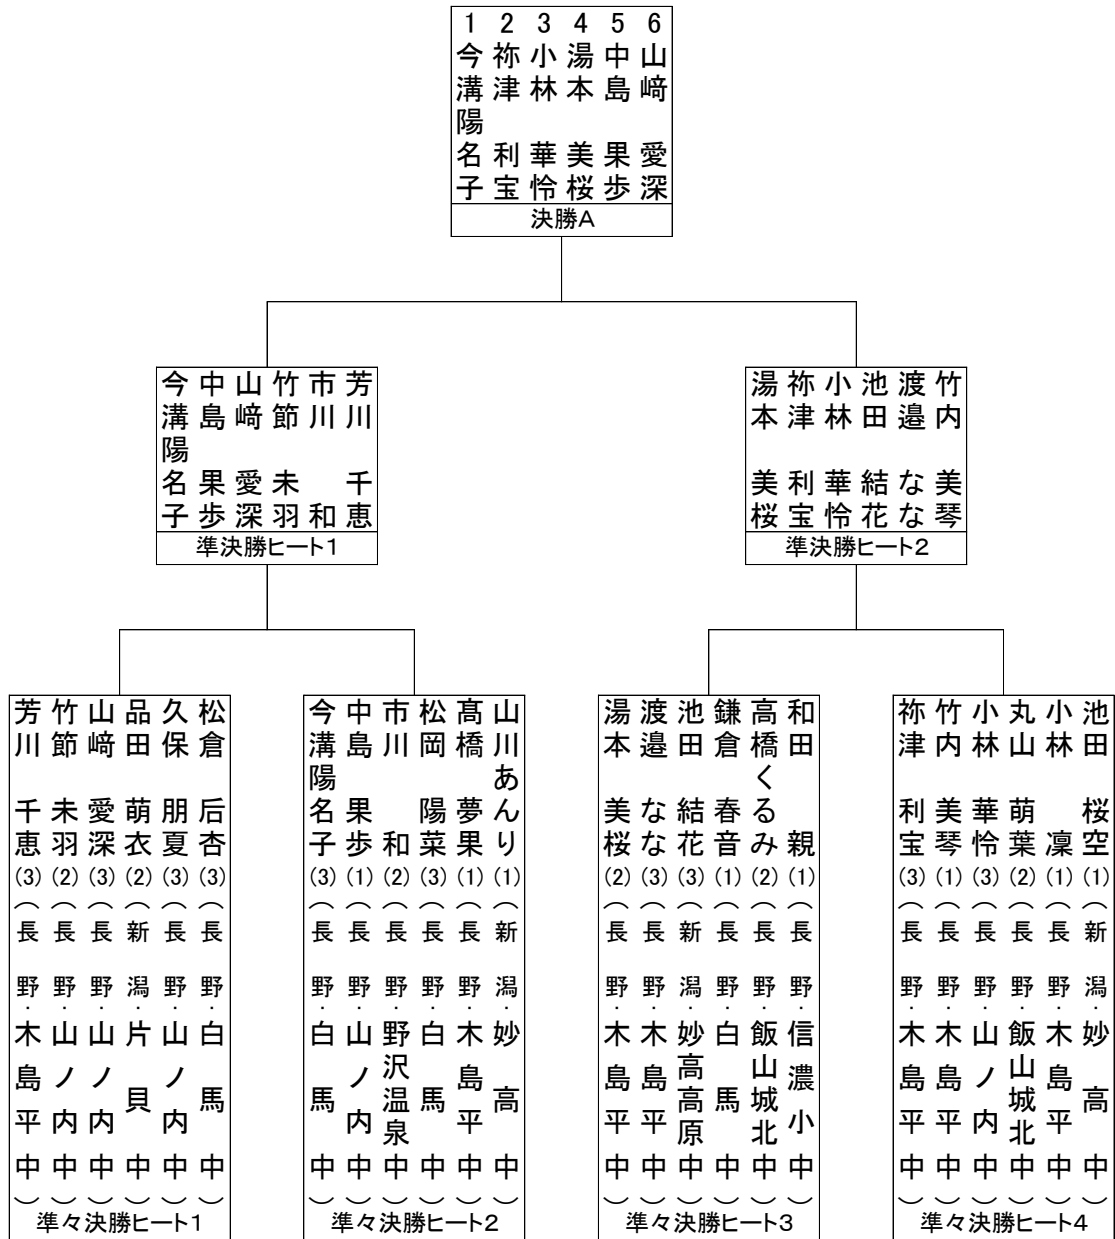 1 今溝陽名子
2 祢津 利宝
3 小林 華怜
4 湯本 美桜
5 中島 果歩
6 山﨑 愛深
決勝A
今溝陽名子
中島 果歩
山﨑 愛深
竹節 未羽
市川 和
芳川 千恵
準決勝ヒート1
湯本 美桜
祢津 利宝
小林 華怜
池田 結花
渡邉 なな
竹内 美琴
準決勝ヒート2
芳川 千恵(3)(長野・木島平中)
竹節 未羽(2)(長野・山ノ内中)
山﨑 愛深(3)(長野・山ノ内中)
品田 萌衣(2)(新潟・片貝中)
久保 朋夏(3)(長野・山ノ内中)
松倉 后杏(3)(長野・白馬中)
準々決勝ヒート1
今溝陽名子(3)(長野・白馬中)
中島 果歩(1)(長野・山ノ内中)
市川 和(2)(長野・野沢温泉中)
松岡 陽菜(3)(長野・白馬中)
髙橋 夢果(1)(長野・木島平中)
山川あんり(1)(新潟・妙高中)
準々決勝ヒート2
湯本 美桜(2)(長野・木島平中)
渡邉 なな(3)(長野・木島平中)
池田 結花(3)(新潟・妙高高原中)
鎌倉 春音(1)(長野・白馬中)
高橋くるみ(2)(長野・飯山城北中)
和田 親(1)(長野・信濃小中)
準々決勝ヒート3
祢津 利宝(3)(長野・木島平中)
竹内 美琴(1)(長野・木島平中)
小林 華怜(3)(長野・山ノ内中)
丸山 萌葉(2)(長野・飯山城北中)
小林 凜(1)(長野・木島平中)
池田 桜空(1)(新潟・妙高中)
準々決勝ヒート4